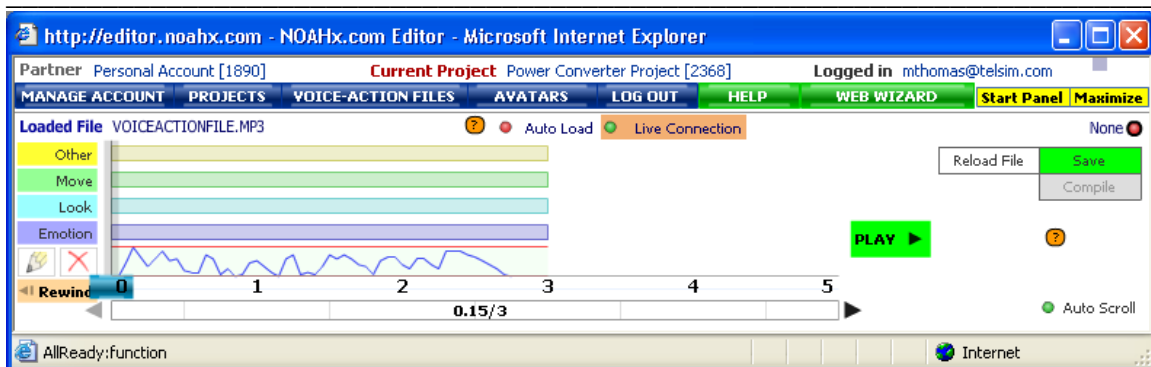 http://editor.noahx.com - NOAHx.com Editor - Microsoft Internet Explorer
Partner Personal Account [1890] Current Project Power Converter Project [2368] Logged in mthomas@telsim.com
MANAGE ACCOUNT PROJECTS VOICE-ACTION FILES AVATARS LOG OUT HELP WEB WIZARD Start Panel Maximize
Loaded File VOICEACTIONFILE.MP3 ? Auto Load Live Connection None
Other Reload File Save
Move Compile
Look
Emotion PLAY ?
Rewind 0 1 2 3 4 5
0.15/3 Auto Scroll
AllReady:function Internet